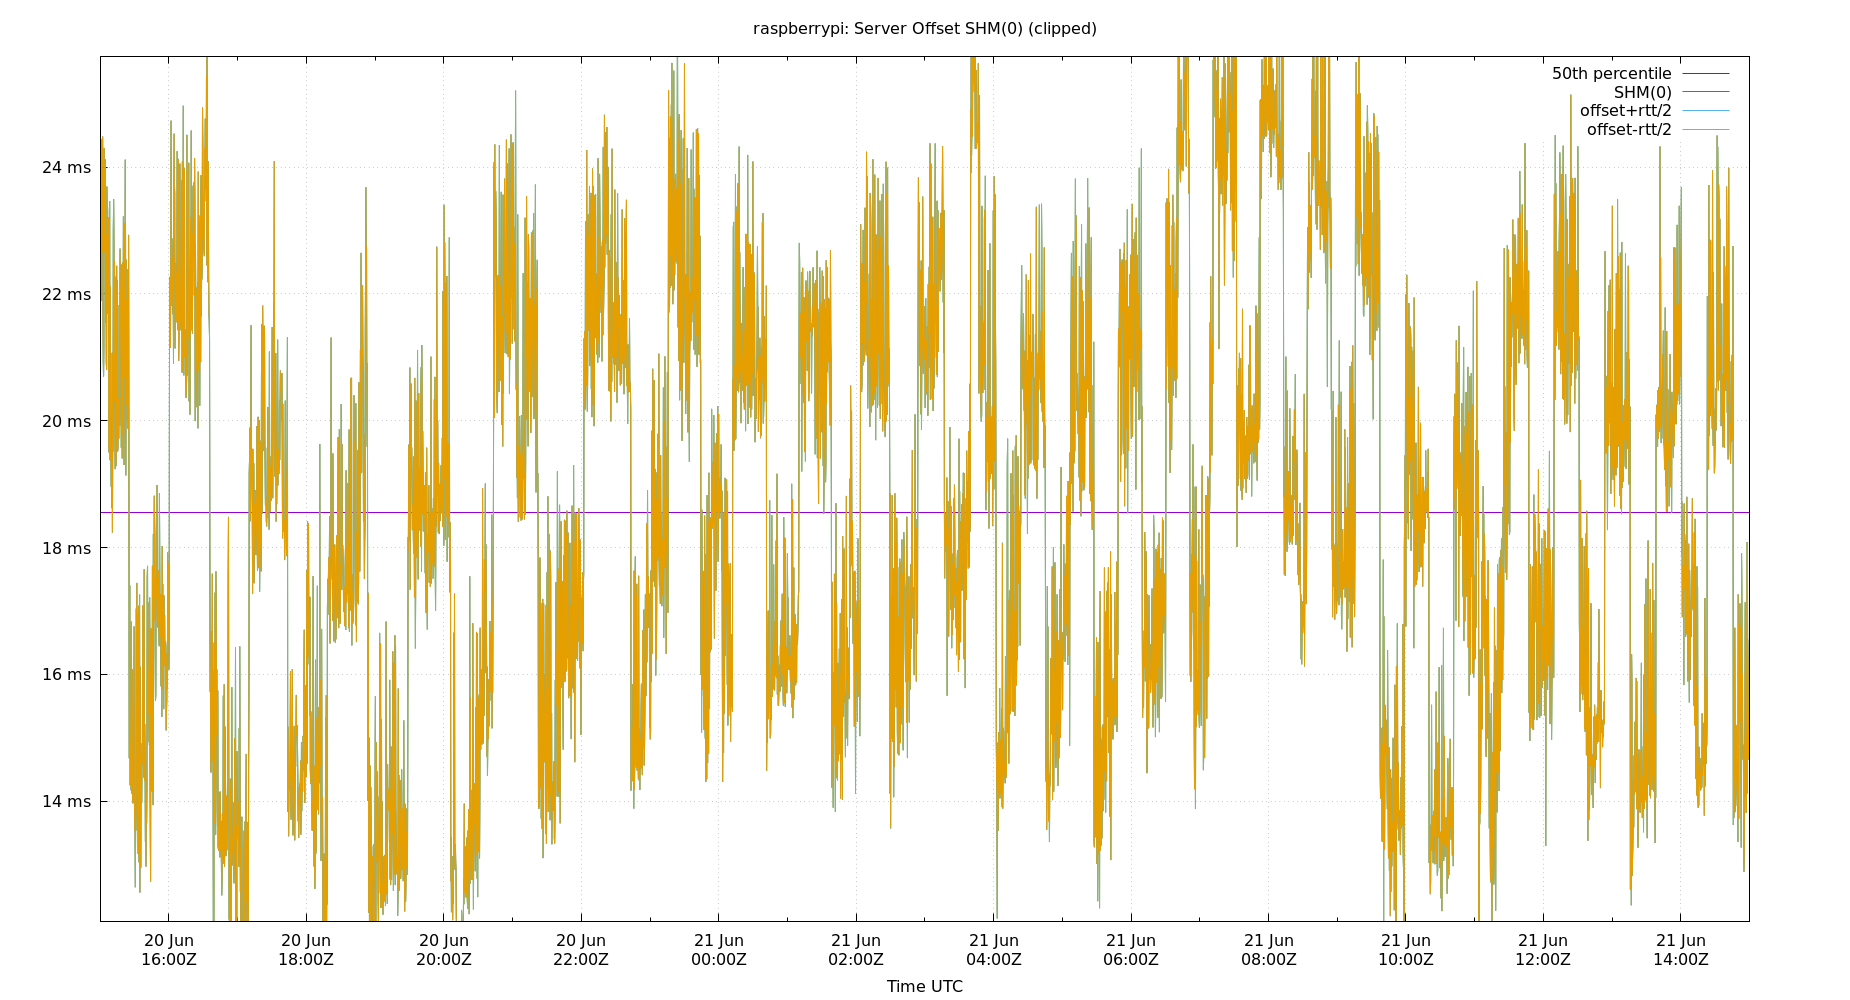 raspberrypi: Server Offset SHM(0) (clipped)
50th percentile
SHM(0)
offset+rtt/2
offset-rtt/2
24 ms
22 ms
20 ms
18 ms
16 ms
14 ms
20 Jun 20 Jun 20 Jun 20 Jun 21 Jun 21 Jun 21 Jun 21 Jun 21 Jun 21 Jun 21 Jun 21 Jun
16:00Z 18:00Z 20:00Z 22:00Z 00:00Z 02:00Z 04:00Z 06:00Z 08:00Z 10:00Z 12:00Z 14:00Z
Time UTC